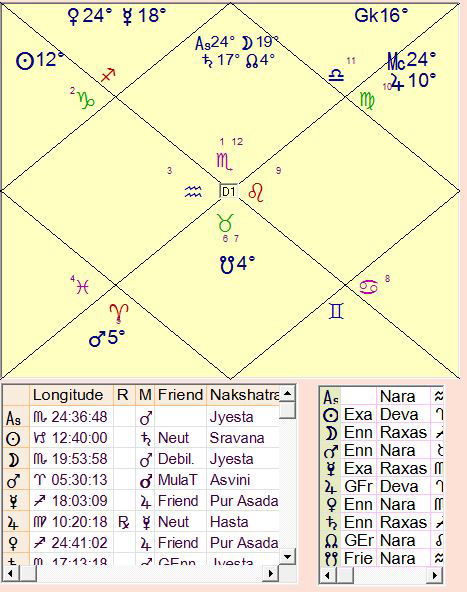 ♀24° ☿18°
Gk16°
☉12°
As24° ☽19°
♄17° ☊4°
♎ 11
Mc24°
♃10°
♐
2 ♑
♍ 10
1 12
♏
3 ♒ D1 ♌ 9
♉
6 7
☋4°
4 ♓
♋ 8
♈
5
♊
♂5°
Longitude R M Friend Nakshatra
As ♏ 24:36:48 ♂ Jyesta
☉ ♑ 12:40:00 ♄ Neut Sravana
☽ ♏ 19:53:58 ♂ Debil. Jyesta
♂ ♈ 05:30:13 ♂ MulaT Asvini
☿ ♐ 18:03:09 ♃ Friend Pur Asada
♃ ♍ 10:20:18 ℞ ☿ Neut Hasta
♀ ♐ 24:41:02 ♃ Friend Pur Asada
♄ ♏ 17:13:18 ♂ GEnn Jyesta
As Nara ♒
☉ Exa Deva ♈
☽ Enn Raxas ♐
♂ Enn Nara ♉
☿ Exa Raxas ♏
♃ GFr Deva ♈
♀ Enn Nara ♏
♄ Enn Raxas ♐
☊ GEr Nara ♌
☋ Frie Nara ♒